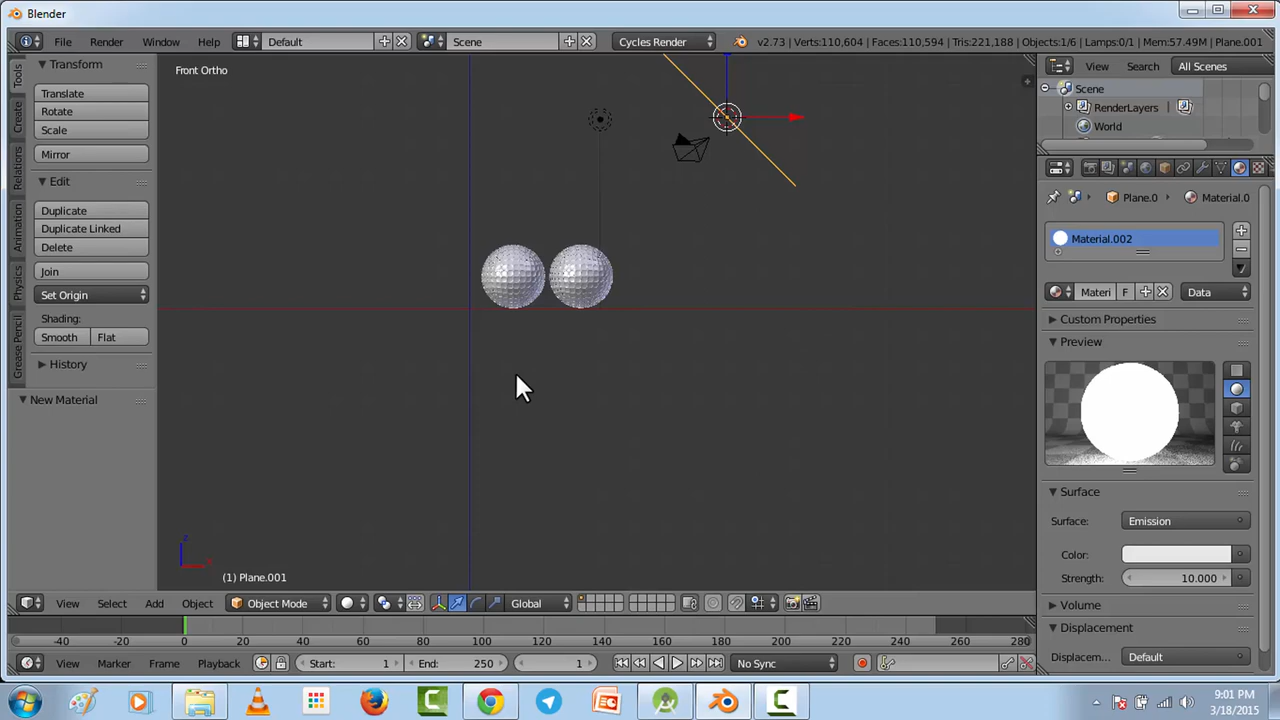 Blender
File Render Window Help Default Scene Cycles Render v2.73 | Verts:110,604 | Faces:110,594 | Tris:221,188 | Objects:1/6 | Lamps:0/1 | Mem:57.49M | Plane.001
Tools
Create
Relations
Animation
Physics
Grease Pencil
Transform
Translate
Rotate
Scale
Mirror
Edit
Duplicate
Duplicate Linked
Delete
Join
Set Origin
Shading:
Smooth Flat
History
New Material
Front Ortho
z
x
(1) Plane.001
View Search All Scenes
Scene
RenderLayers
World
Plane.0 Material.0
Material.002
Materi F Data
Custom Properties
Preview
Surface
Surface: Emission
Color:
Strength: 10.000
Volume
Displacement
Displacem... Default
View Select Add Object Object Mode Global
-40 -20 0 20 40 60 80 100 120 140 160 180 200 220 240 260 280
View Marker Frame Playback Start: 1 End: 250 1 No Sync
9:01 PM
3/18/2015